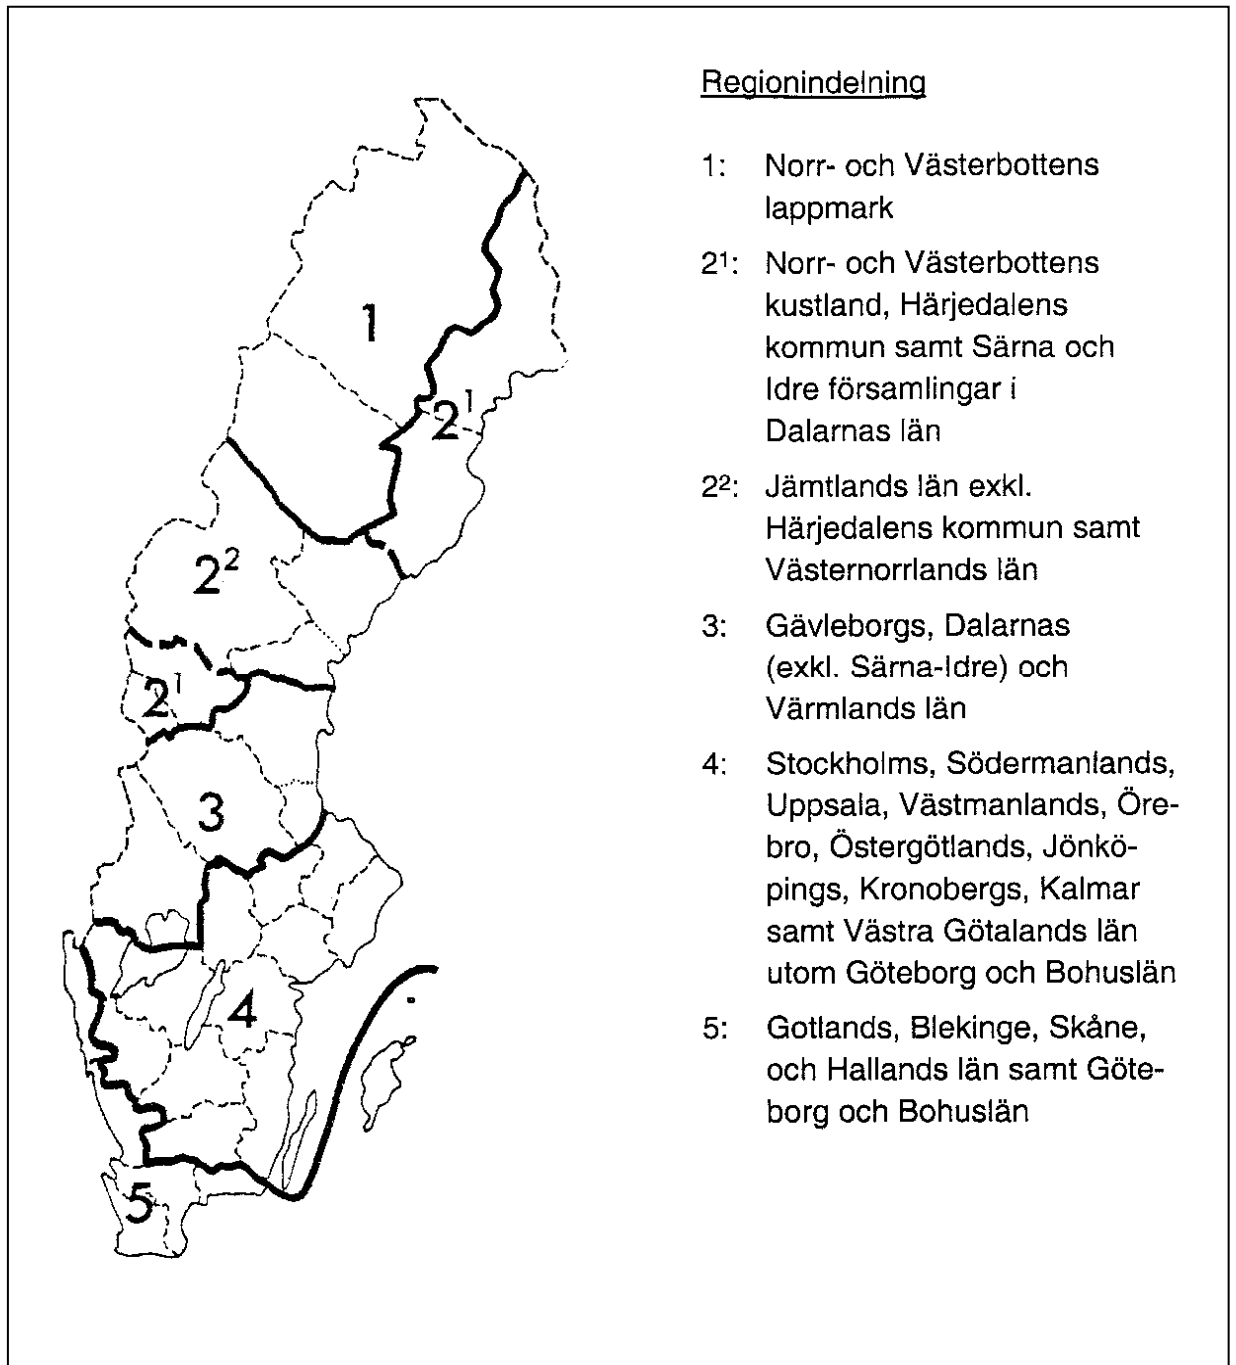 Regionindelning
1: Norr- och Västerbottens
lappmark
2¹: Norr- och Västerbottens
kustland, Härjedalens
kommun samt Särna och
Idre församlingar i
Dalarnas län
2²: Jämtlands län exkl.
Härjedalens kommun samt
Västernorrlands län
3: Gävleborgs, Dalarnas
(exkl. Särna-Idre) och
Värmlands län
4: Stockholms, Södermanlands,
Uppsala, Västmanlands, Öre-
bro, Östergötlands, Jönkö-
pings, Kronobergs, Kalmar
samt Västra Götalands län
utom Göteborg och Bohuslän
5: Gotlands, Blekinge, Skåne,
och Hallands län samt Göte-
borg och Bohuslän
1
2¹
2²
2¹
3
4
5